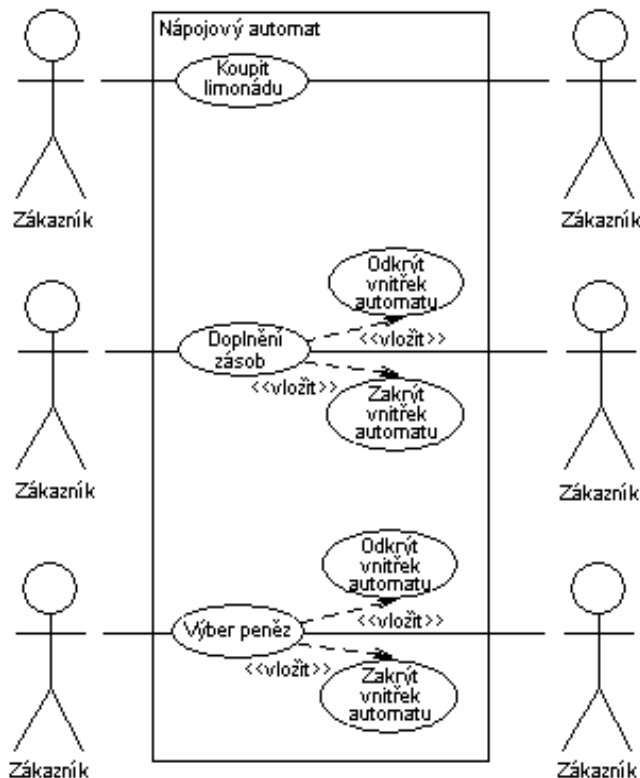 Nápojový automat
Koupit
limonádu
Zákazník
Zákazník
Odkrýt
vnitřek
automatu
Doplnění
zásob
<<vložit>>
<<vložit>>
Zakrýt
vnitřek
automatu
Zákazník
Zákazník
Odkrýt
vnitřek
automatu
Výber peněz
<<vložit>>
<<vložit>>
Zakrýt
vnitřek
automatu
Zákazník
Zákazník